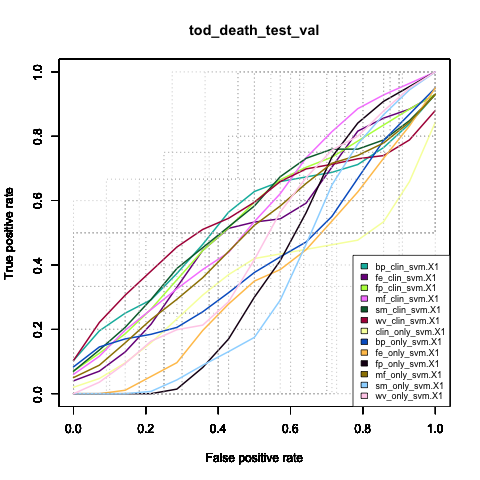 tod_death_test_val
True positive rate
1.0
0.8
0.6
0.4
0.2
0.0
bp_clin_svm.X1
fe_clin_svm.X1
fp_clin_svm.X1
mf_clin_svm.X1
sm_clin_svm.X1
wv_clin_svm.X1
clin_only_svm.X1
bp_only_svm.X1
fe_only_svm.X1
fp_only_svm.X1
mf_only_svm.X1
sm_only_svm.X1
wv_only_svm.X1
0.0 0.2 0.4 0.6 0.8 1.0
False positive rate